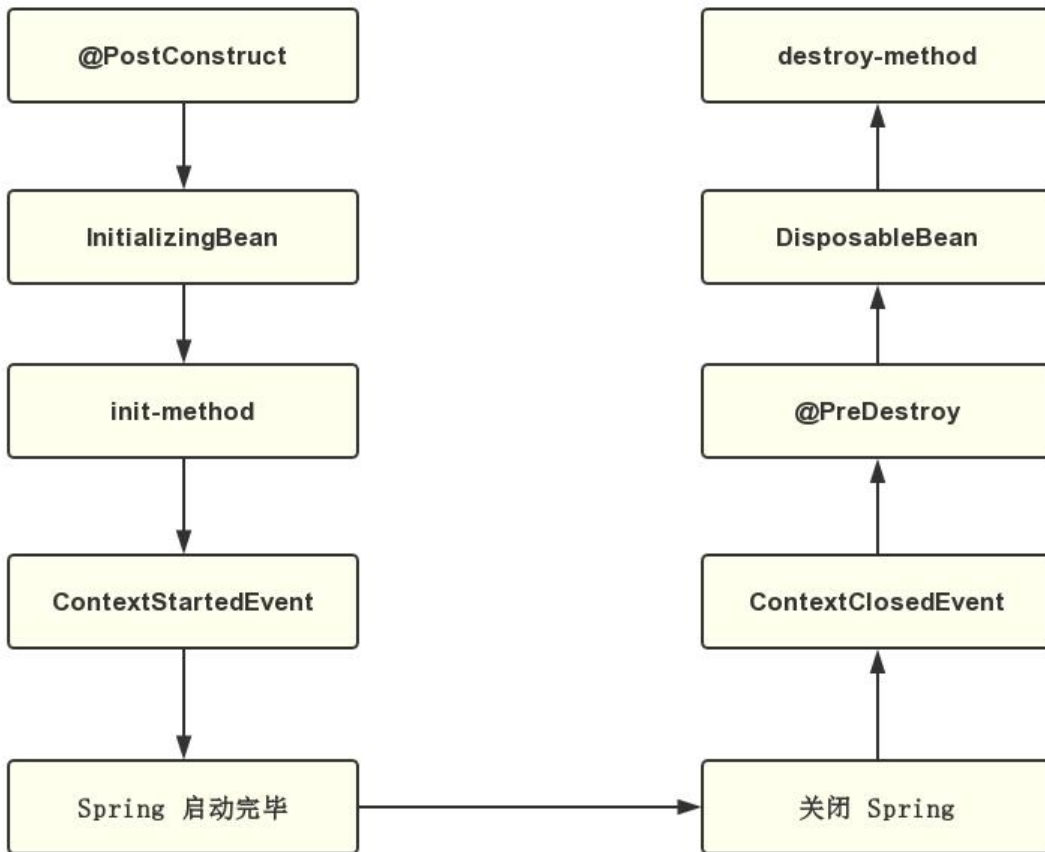 @PostConstruct
InitializingBean
init-method
ContextStartedEvent
Spring 启动完毕
关闭 Spring
ContextClosedEvent
@PreDestroy
DisposableBean
destroy-method